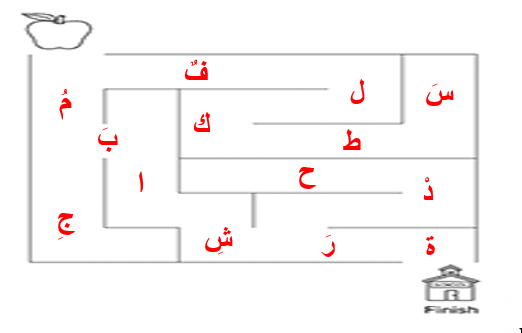 فٌ
سَ
ل
مُ
ك
بَ
ط
ح
ا
دْ
جِ
شِ
رَ
ة
Finish